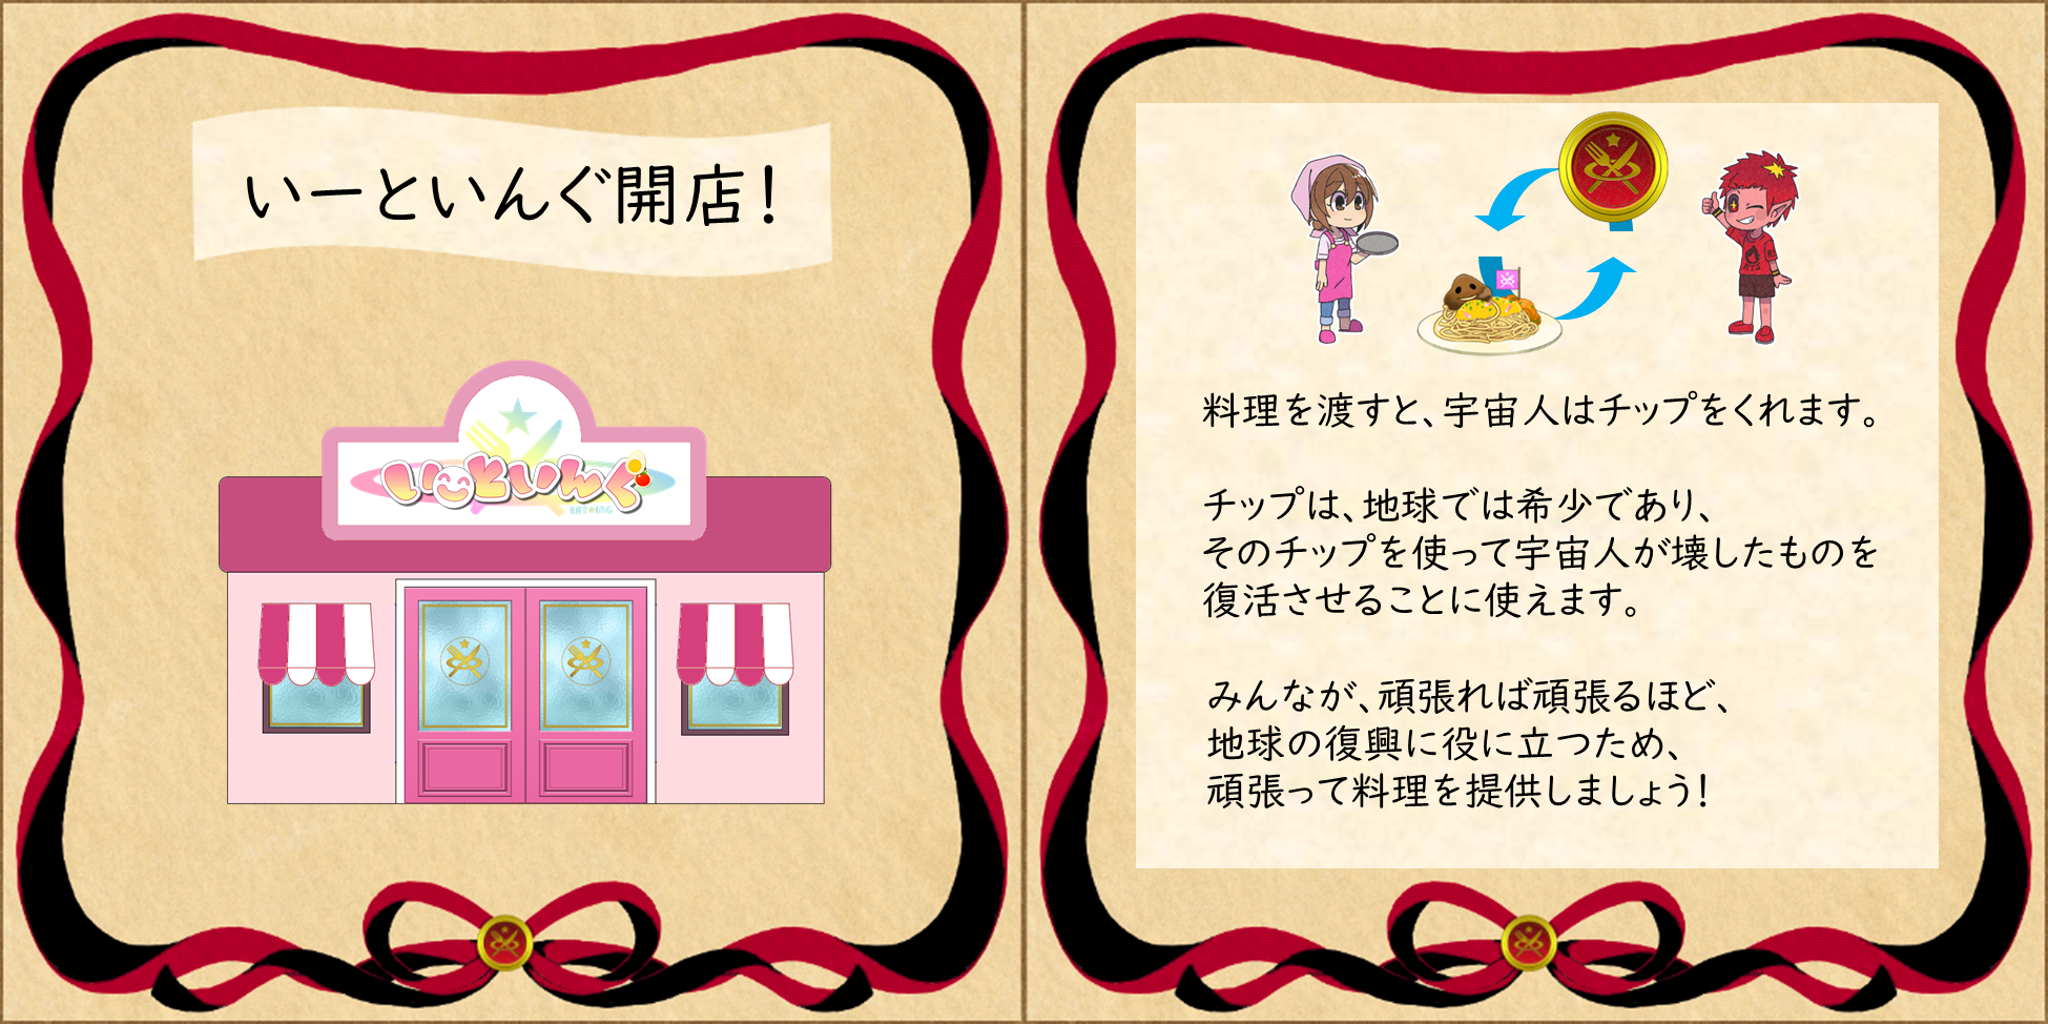 いーといんぐ開店！
いーといんぐ
EAT★ING
料理を渡すと、宇宙人はチップをくれます。
チップは、地球では希少であり、
そのチップを使って宇宙人が壊したものを
復活させることに使えます。
みんなが、頑張れば頑張るほど、
地球の復興に役に立つため、
頑張って料理を提供しましょう！